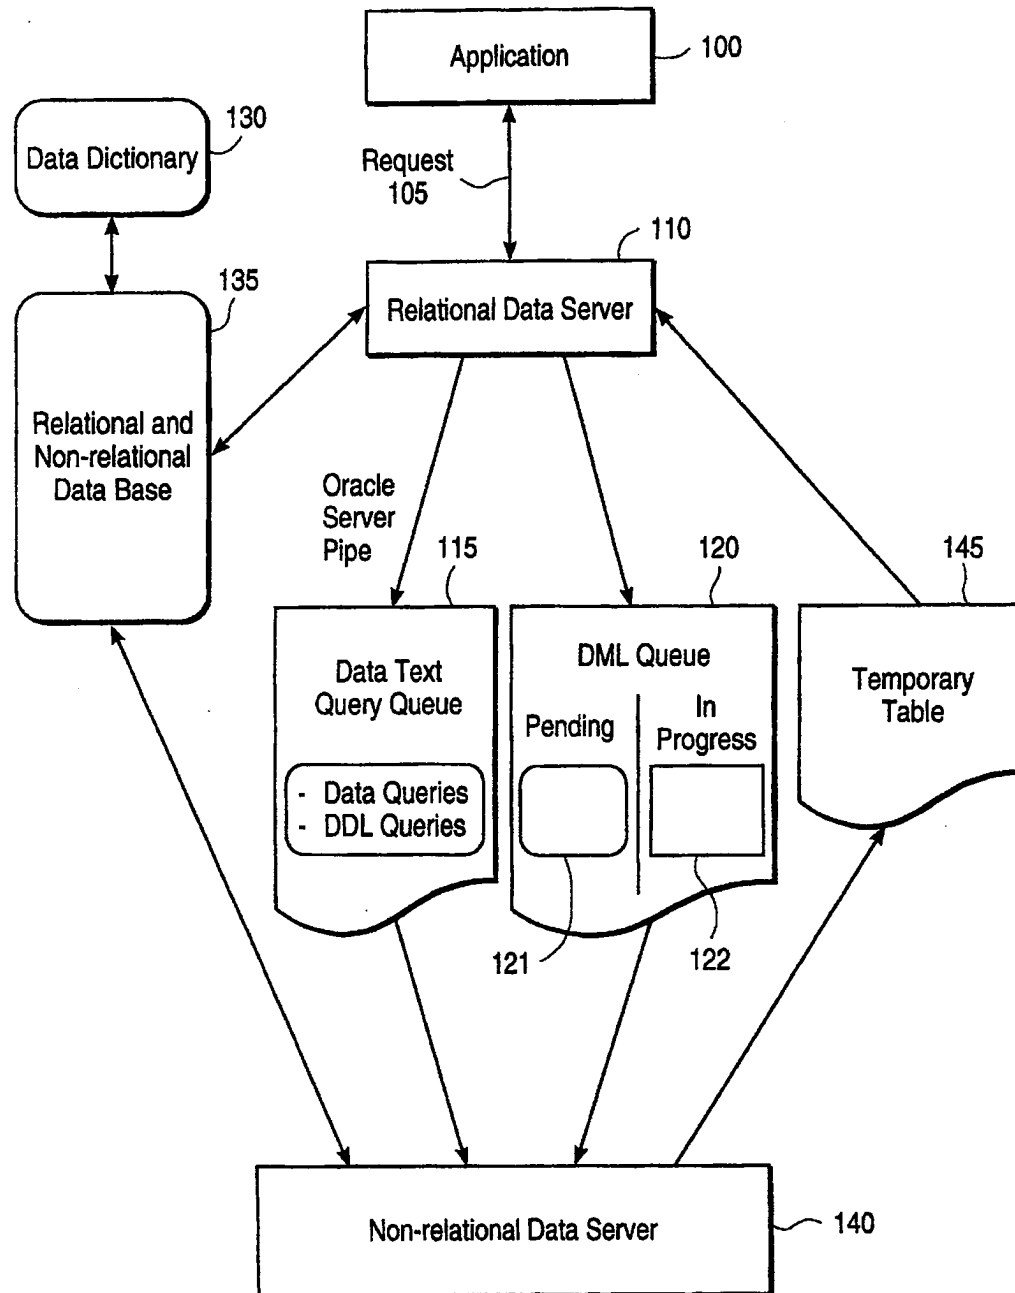 Application
100
130
Data Dictionary
Request
105
110
135
Relational Data Server
Relational and
Non-relational
Data Base
Oracle
Server
Pipe
115
120
145
Data Text
Query Queue
DML Queue
Temporary
Table
Pending
In
Progress
- Data Queries
- DDL Queries
121
122
Non-relational Data Server
140